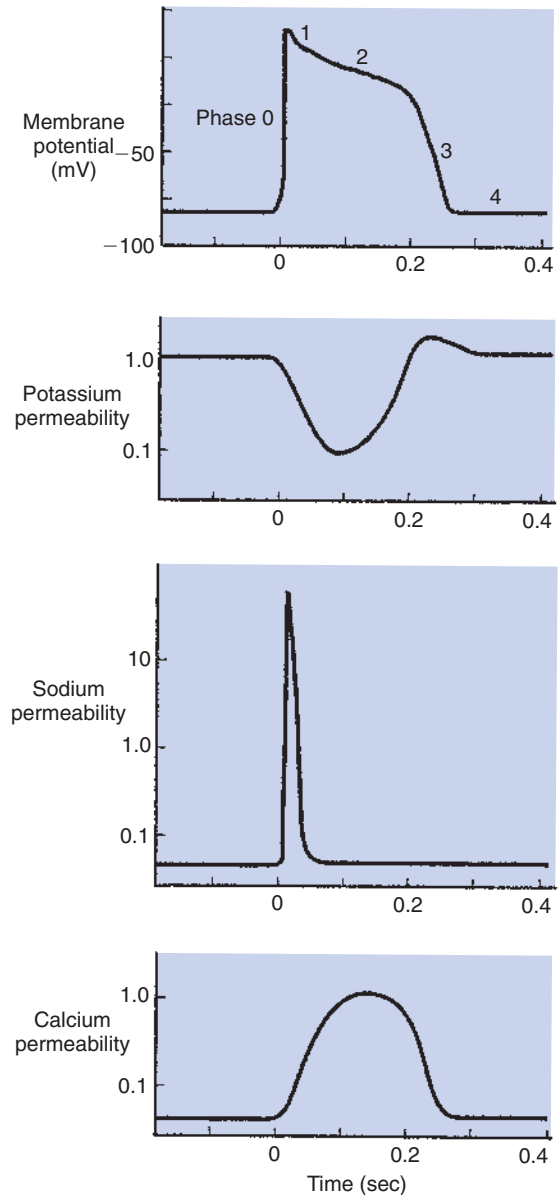 1
2
Phase 0
Membrane
potential
(mV)
−50
3
4
−100
0
0.2
0.4
1.0
Potassium
permeability
0.1
0
0.2
0.4
10
Sodium
permeability
1.0
0.1
0
0.2
0.4
1.0
Calcium
permeability
0.1
0
0.2
0.4
Time (sec)